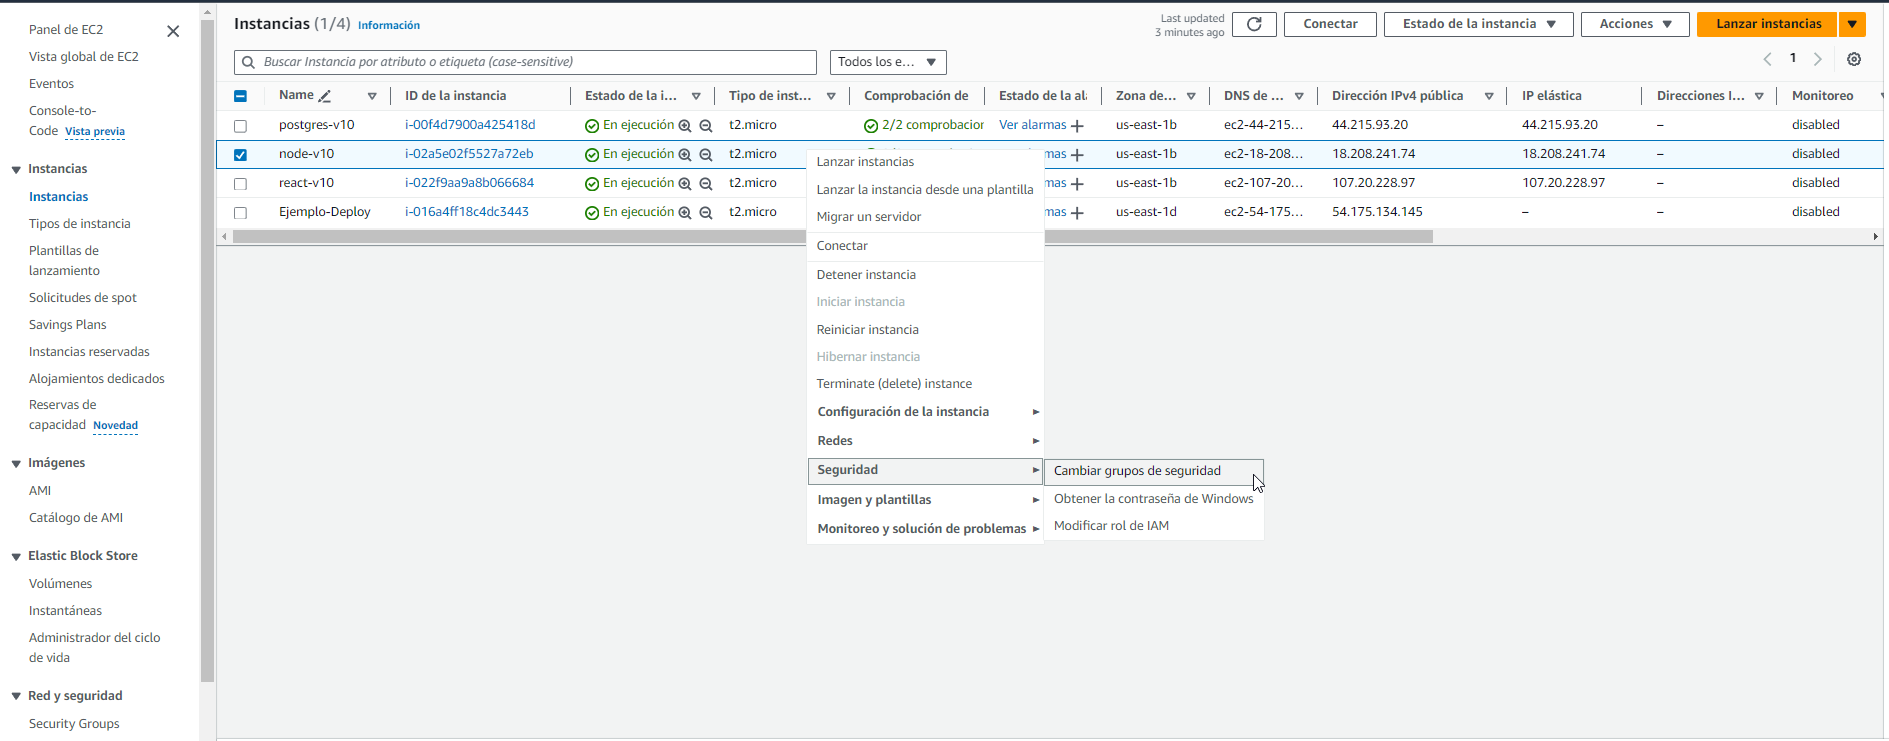 Panel de EC2
Vista global de EC2
Eventos
Console-to-
Code Vista previa
Instancias
Instancias
Tipos de instancia
Plantillas de
lanzamiento
Solicitudes de spot
Savings Plans
Instancias reservadas
Alojamientos dedicados
Reservas de
capacidad Novedad
Imágenes
AMI
Catálogo de AMI
Elastic Block Store
Volúmenes
Instantáneas
Administrador del ciclo
de vida
Red y seguridad
Security Groups
Instancias (1/4) Información
Last updated
3 minutes ago
Conectar
Estado de la instancia
Acciones
Lanzar instancias
Buscar Instancia por atributo o etiqueta (case-sensitive)
Todos los e...
1
Name ID de la instancia Estado de la i... Tipo de inst... Comprobación de Estado de la al Zona de... DNS de ... Dirección IPv4 pública IP elástica Direcciones I... Monitoreo
postgres-v10 i-00f4d7900a425418d En ejecución t2.micro 2/2 comprobacion Ver alarmas us-east-1b ec2-44-215... 44.215.93.20 44.215.93.20 – disabled
node-v10 i-02a5e02f5527a72eb En ejecución t2.micro mas us-east-1b ec2-18-208... 18.208.241.74 18.208.241.74 – disabled
react-v10 i-022f9aa9a8b066684 En ejecución t2.micro mas us-east-1b ec2-107-20... 107.20.228.97 107.20.228.97 – disabled
Ejemplo-Deploy i-016a4ff18c4dc3443 En ejecución t2.micro mas us-east-1d ec2-54-175... 54.175.134.145 – – disabled
Lanzar instancias
Lanzar la instancia desde una plantilla
Migrar un servidor
Conectar
Detener instancia
Iniciar instancia
Reiniciar instancia
Hibernar instancia
Terminate (delete) instance
Configuración de la instancia
Redes
Seguridad
Imagen y plantillas
Monitoreo y solución de problemas
Cambiar grupos de seguridad
Obtener la contraseña de Windows
Modificar rol de IAM